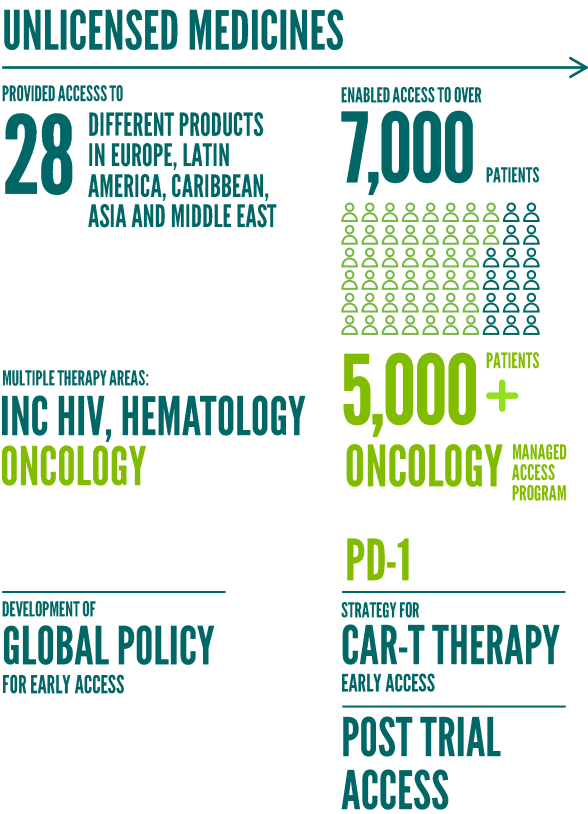 UNLICENSED MEDICINES
PROVIDED ACCESSS TO
28
DIFFERENT PRODUCTS
IN EUROPE, LATIN
AMERICA, CARIBBEAN,
ASIA AND MIDDLE EAST
ENABLED ACCESS TO OVER
7,000 PATIENTS
MULTIPLE THERAPY AREAS:
INC HIV, HEMATOLOGY
ONCOLOGY
5,000+ PATIENTS
ONCOLOGY
MANAGED
ACCESS
PROGRAM
PD-1
DEVELOPMENT OF
GLOBAL POLICY
FOR EARLY ACCESS
STRATEGY FOR
CAR-T THERAPY
EARLY ACCESS
POST TRIAL
ACCESS